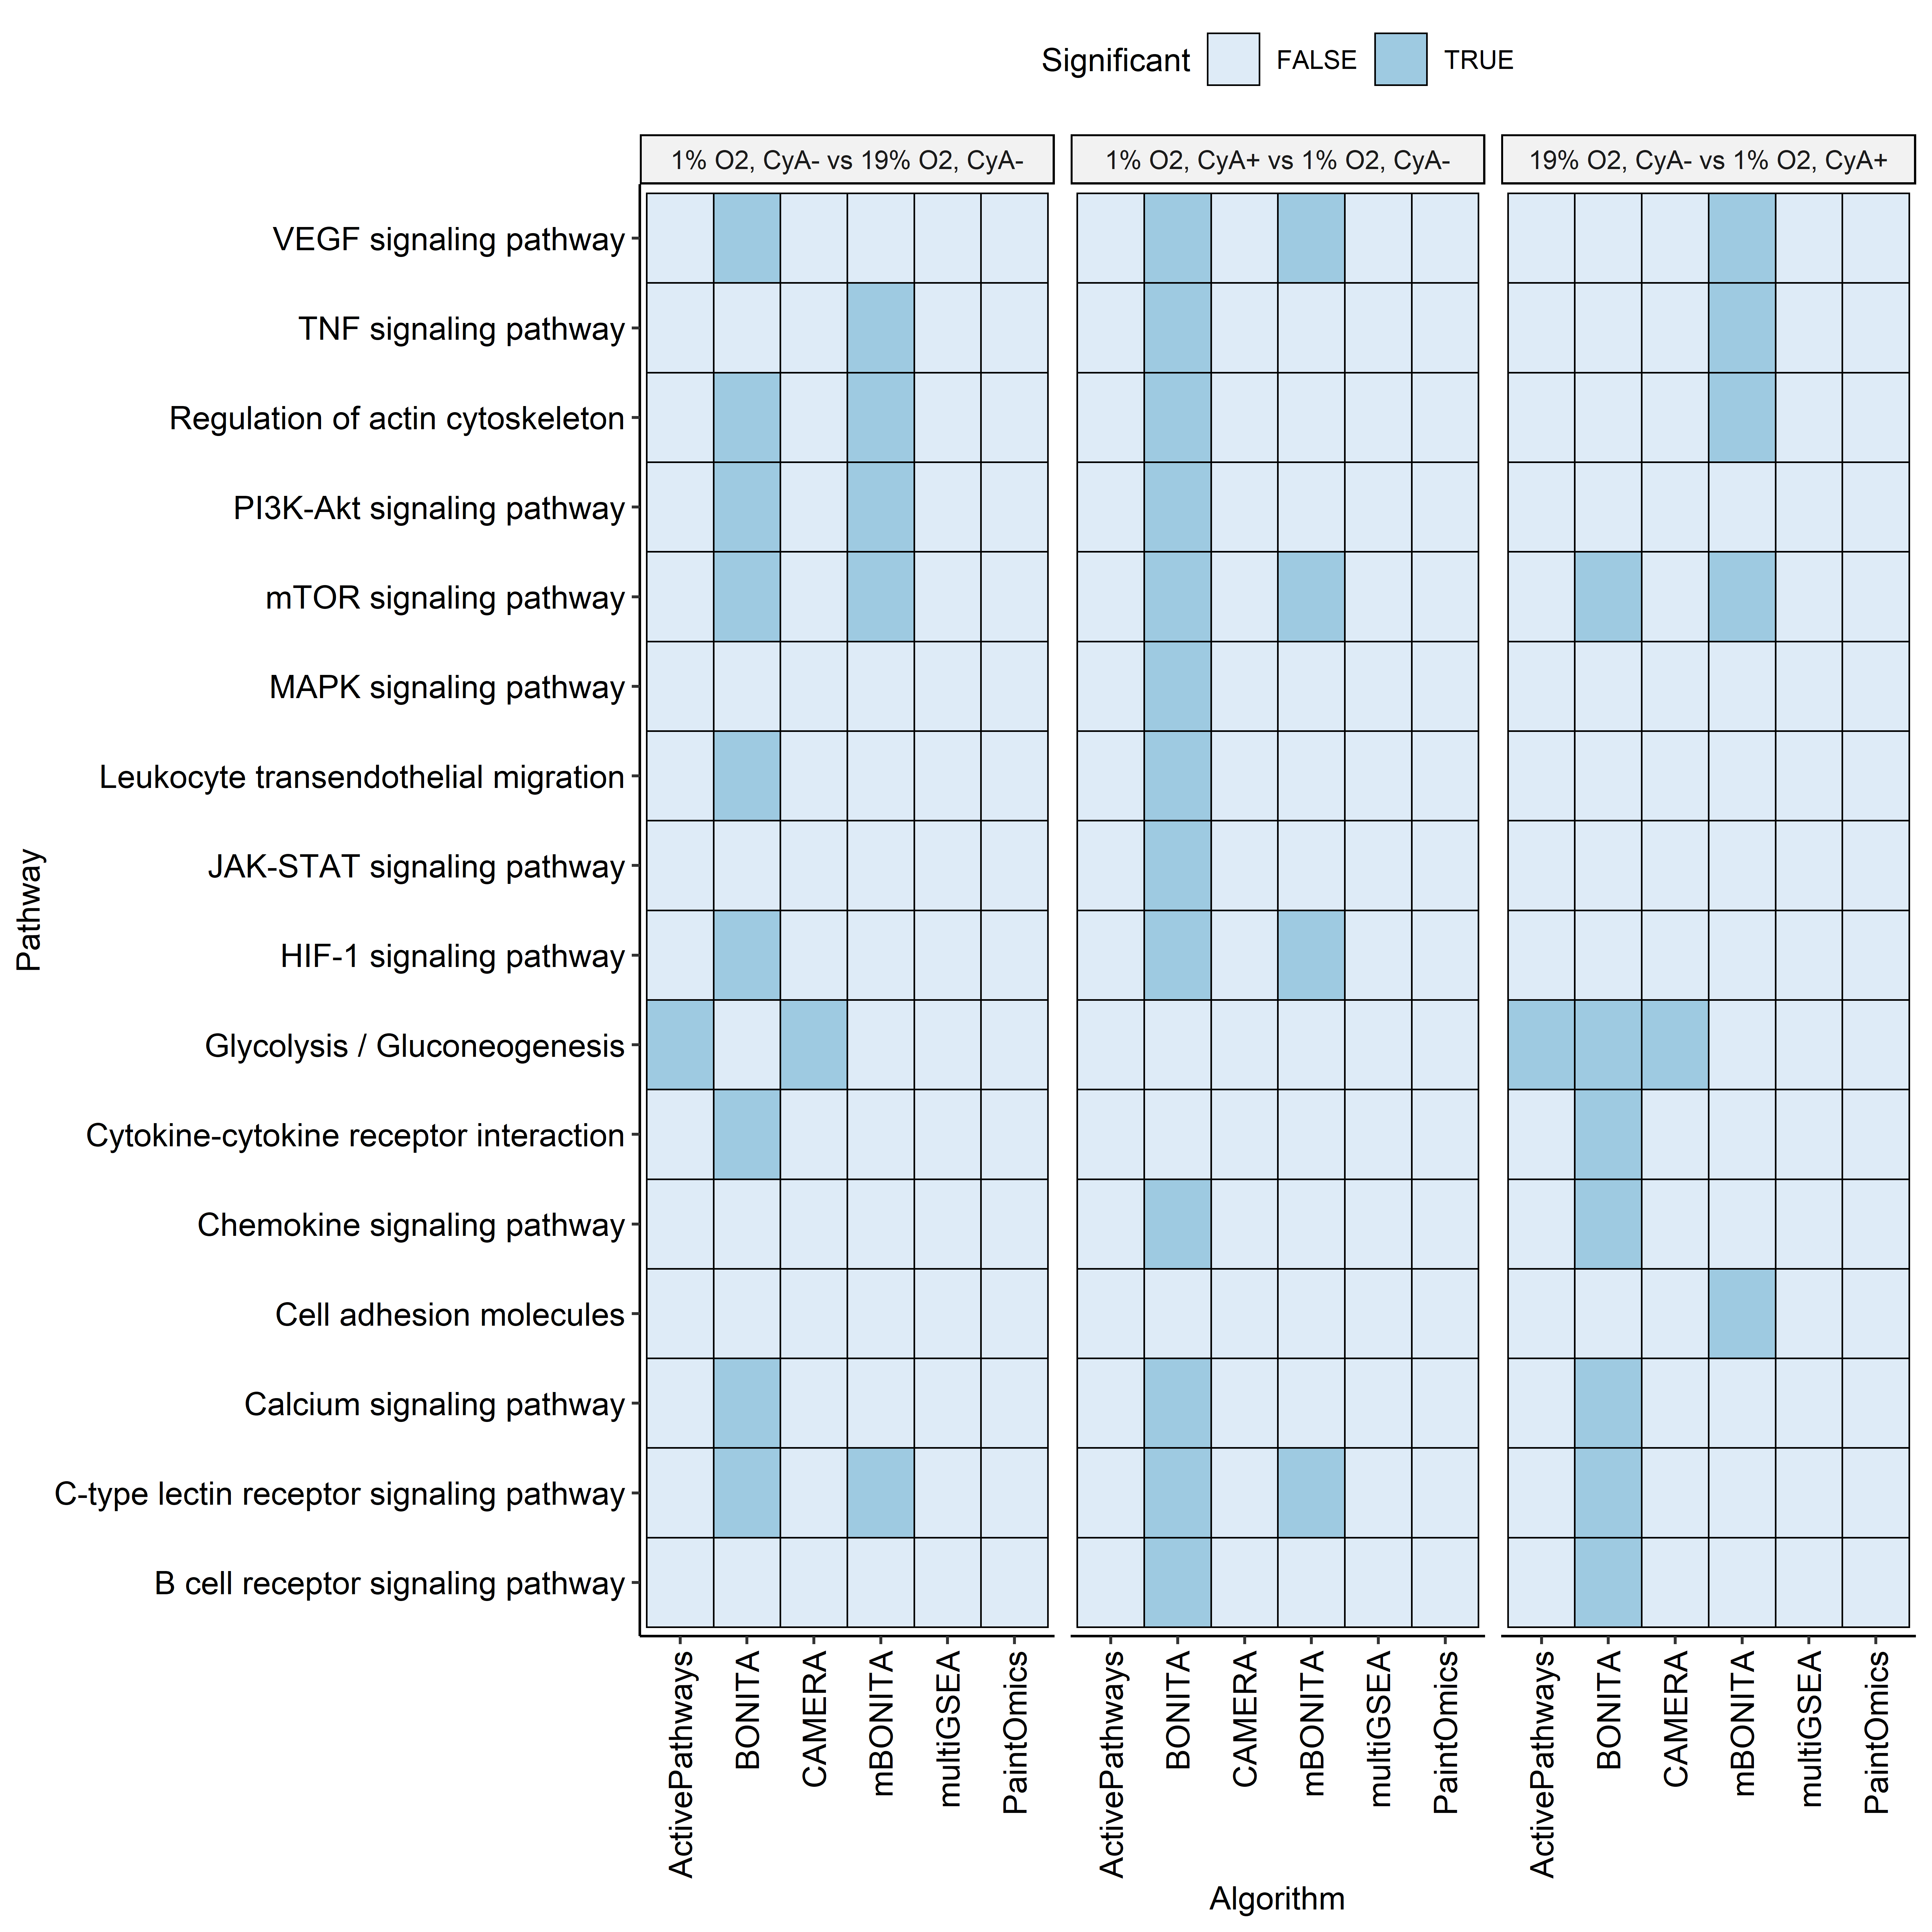 Significant FALSE TRUE
1% O2, CyA- vs 19% O2, CyA- 1% O2, CyA+ vs 1% O2, CyA- 19% O2, CyA- vs 1% O2, CyA+
VEGF signaling pathway
TNF signaling pathway
Regulation of actin cytoskeleton
PI3K-Akt signaling pathway
mTOR signaling pathway
MAPK signaling pathway
Leukocyte transendothelial migration
JAK-STAT signaling pathway
HIF-1 signaling pathway
Glycolysis / Gluconeogenesis
Cytokine-cytokine receptor interaction
Chemokine signaling pathway
Cell adhesion molecules
Calcium signaling pathway
C-type lectin receptor signaling pathway
B cell receptor signaling pathway
Pathway
ActivePathways
BONITA
CAMERA
mBONITA
multiGSEA
PaintOmics
ActivePathways
BONITA
CAMERA
mBONITA
multiGSEA
PaintOmics
ActivePathways
BONITA
CAMERA
mBONITA
multiGSEA
PaintOmics
Algorithm